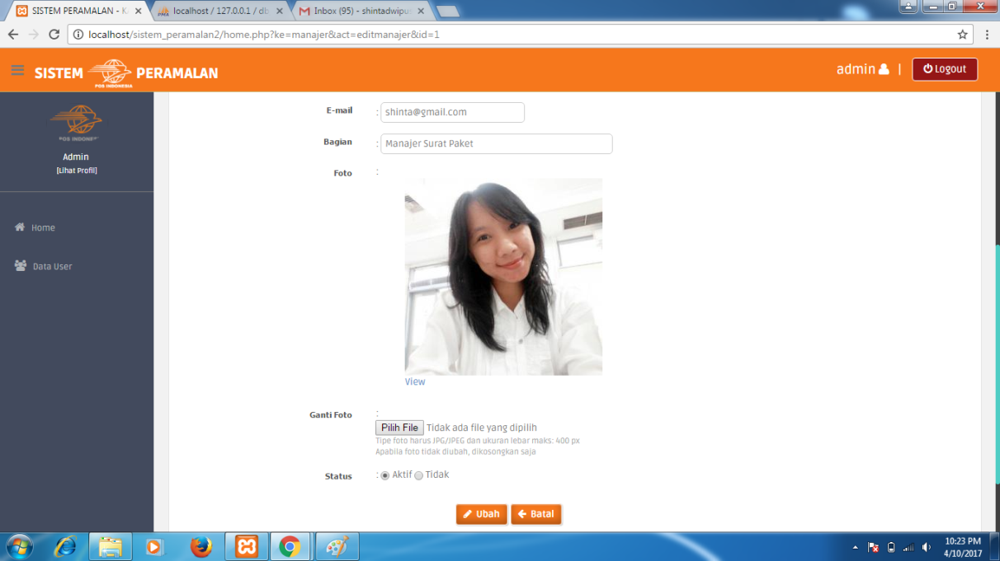 SISTEM PERAMALAN - K
localhost / 127.0.0.1 / db
Inbox (95) - shintadwipus
localhost/sistem_peramalan2/home.php?ke=manajer&act=editmanajer&id=1
SISTEM POS INDONESIA PERAMALAN
admin | Logout
POS INDONESIA
Admin
[Lihat Profil]
Home
Data User
E-mail : shinta@gmail.com
Bagian : Manajer Surat Paket
Foto :
View
Ganti Foto :
Pilih File Tidak ada file yang dipilih
Tipe foto harus JPG/JPEG dan ukuran lebar maks: 400 px
Apabila foto tidak diubah, dikosongkan saja
Status : Aktif Tidak
Ubah Batal
10:23 PM
4/10/2017